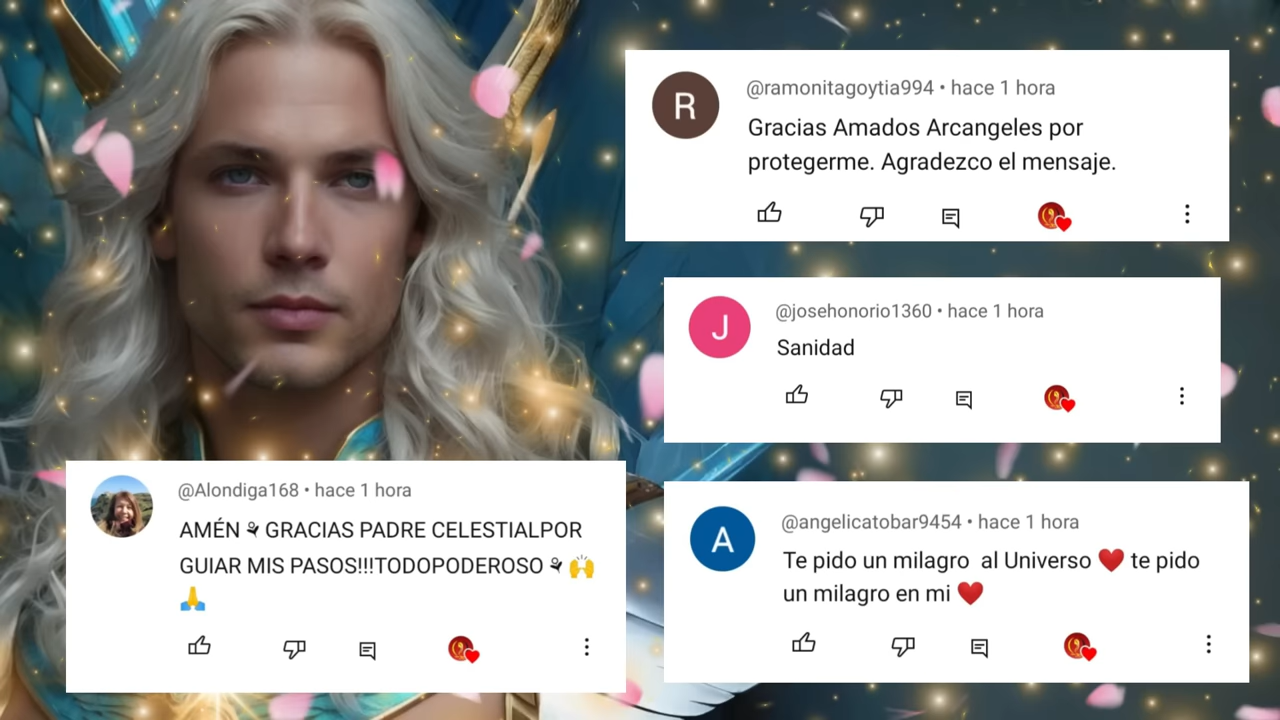 @ramonitagoytia994 • hace 1 hora
Gracias Amados Arcangeles por
protegerme. Agradezco el mensaje.
R
@josehonorio1360 • hace 1 hora
Sanidad
J
@Alondiga168 • hace 1 hora
AMÉN GRACIAS PADRE CELESTIALPOR
GUIAR MIS PASOS!!!TODOPODEROSO 🙌
🙏
@angelicatobar9454 • hace 1 hora
Te pido un milagro al Universo ❤️ te pido
un milagro en mi ❤️
A